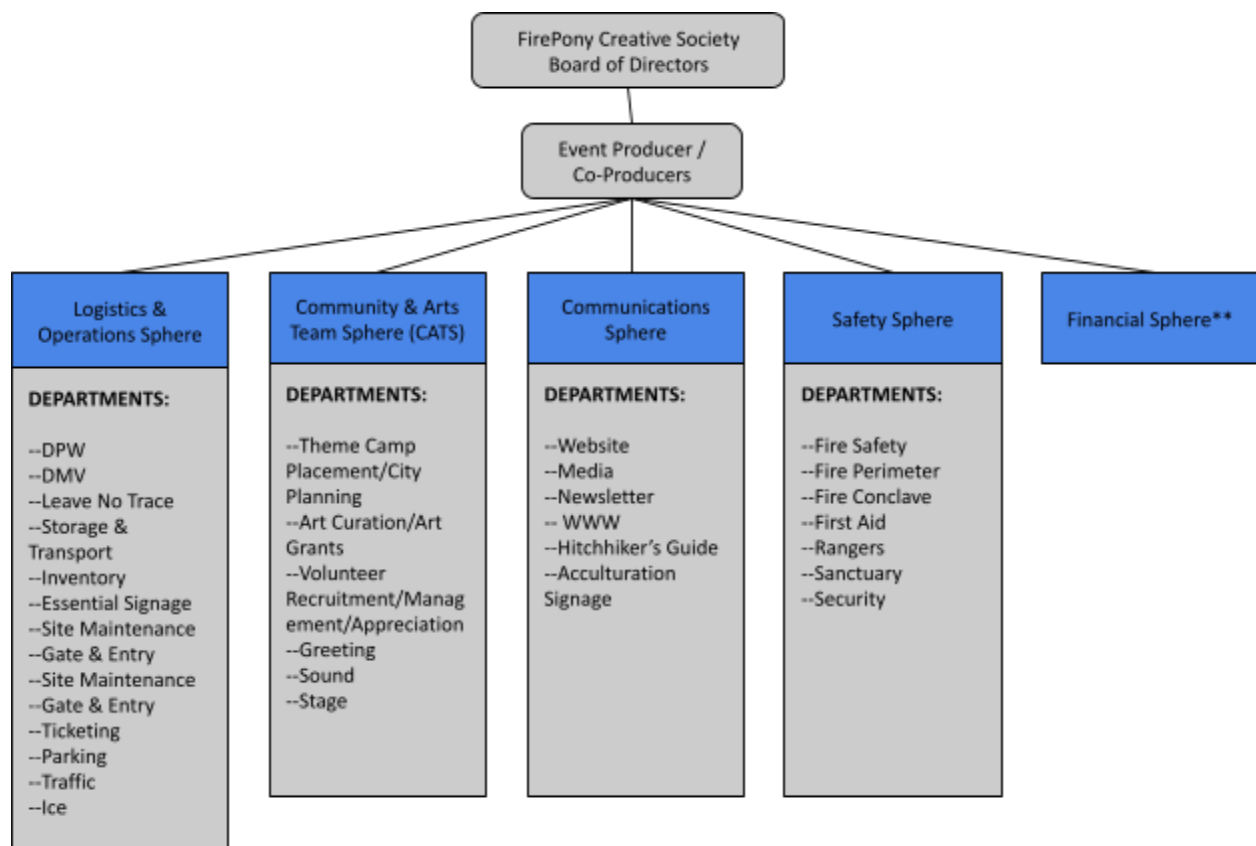 FirePony Creative Society
Board of Directors
Event Producer /
Co-Producers
Logistics &
Operations Sphere
DEPARTMENTS:
--DPW
--DMV
--Leave No Trace
--Storage &
Transport
--Inventory
--Essential Signage
--Site Maintenance
--Gate & Entry
--Site Maintenance
--Gate & Entry
--Ticketing
--Parking
--Traffic
--Ice
Community & Arts
Team Sphere (CATS)
DEPARTMENTS:
--Theme Camp
Placement/City
Planning
--Art Curation/Art
Grants
--Volunteer
Recruitment/Manag
ement/Appreciation
--Greeting
--Sound
--Stage
Communications
Sphere
DEPARTMENTS:
--Website
--Media
--Newsletter
-- WWW
--Hitchhiker’s Guide
--Acculturation
Signage
Safety Sphere
DEPARTMENTS:
--Fire Safety
--Fire Perimeter
--Fire Conclave
--First Aid
--Rangers
--Sanctuary
--Security
Financial Sphere**